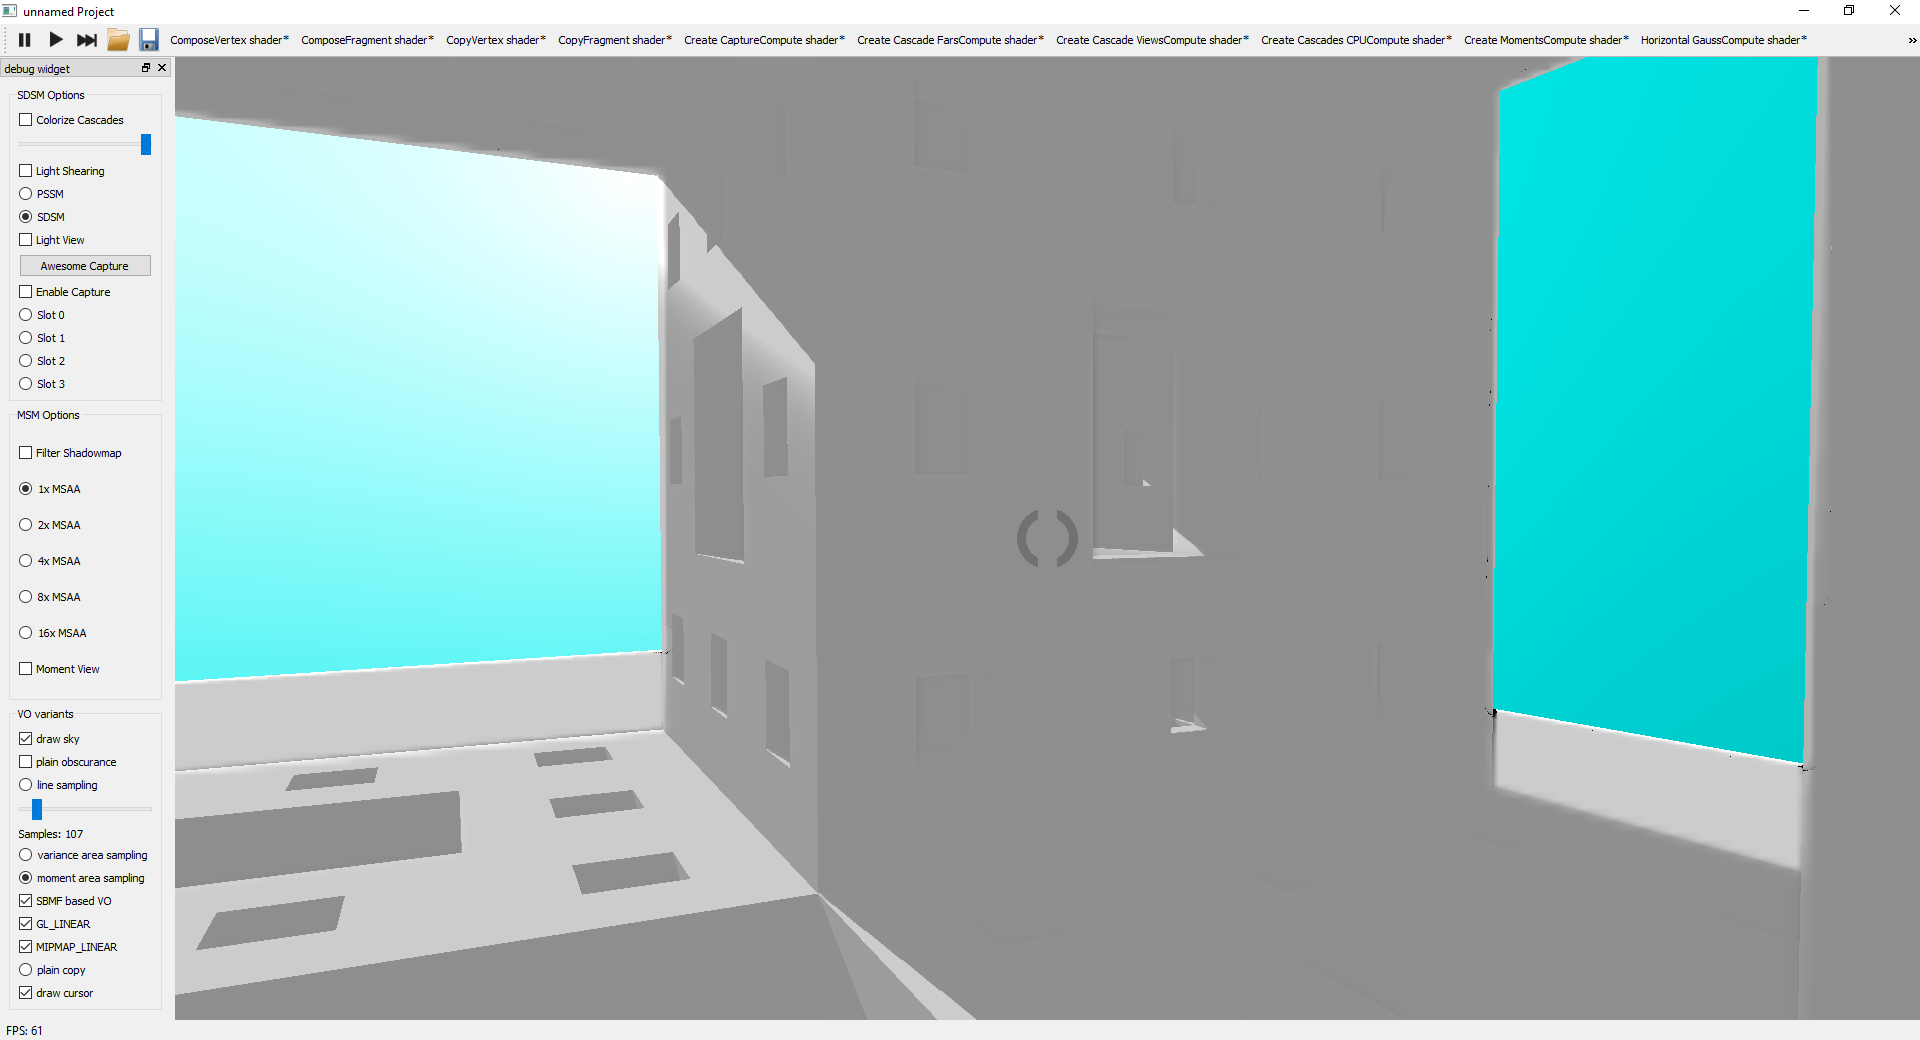 unnamed Project
ComposeVertex shader* ComposeFragment shader* CopyVertex shader* CopyFragment shader* Create CaptureCompute shader* Create Cascade FarsCompute shader* Create Cascade ViewsCompute shader* Create Cascades CPUCompute shader* Create MomentsCompute shader* Horizontal GaussCompute shader* »
debug widget
SDSM Options
Colorize Cascades
Light Shearing
PSSM
SDSM
Light View
Awesome Capture
Enable Capture
Slot 0
Slot 1
Slot 2
Slot 3
MSM Options
Filter Shadowmap
1x MSAA
2x MSAA
4x MSAA
8x MSAA
16x MSAA
Moment View
VO variants
draw sky
plain obscurance
line sampling
Samples: 107
variance area sampling
moment area sampling
SBMF based VO
GL_LINEAR
MIPMAP_LINEAR
plain copy
draw cursor
FPS: 61